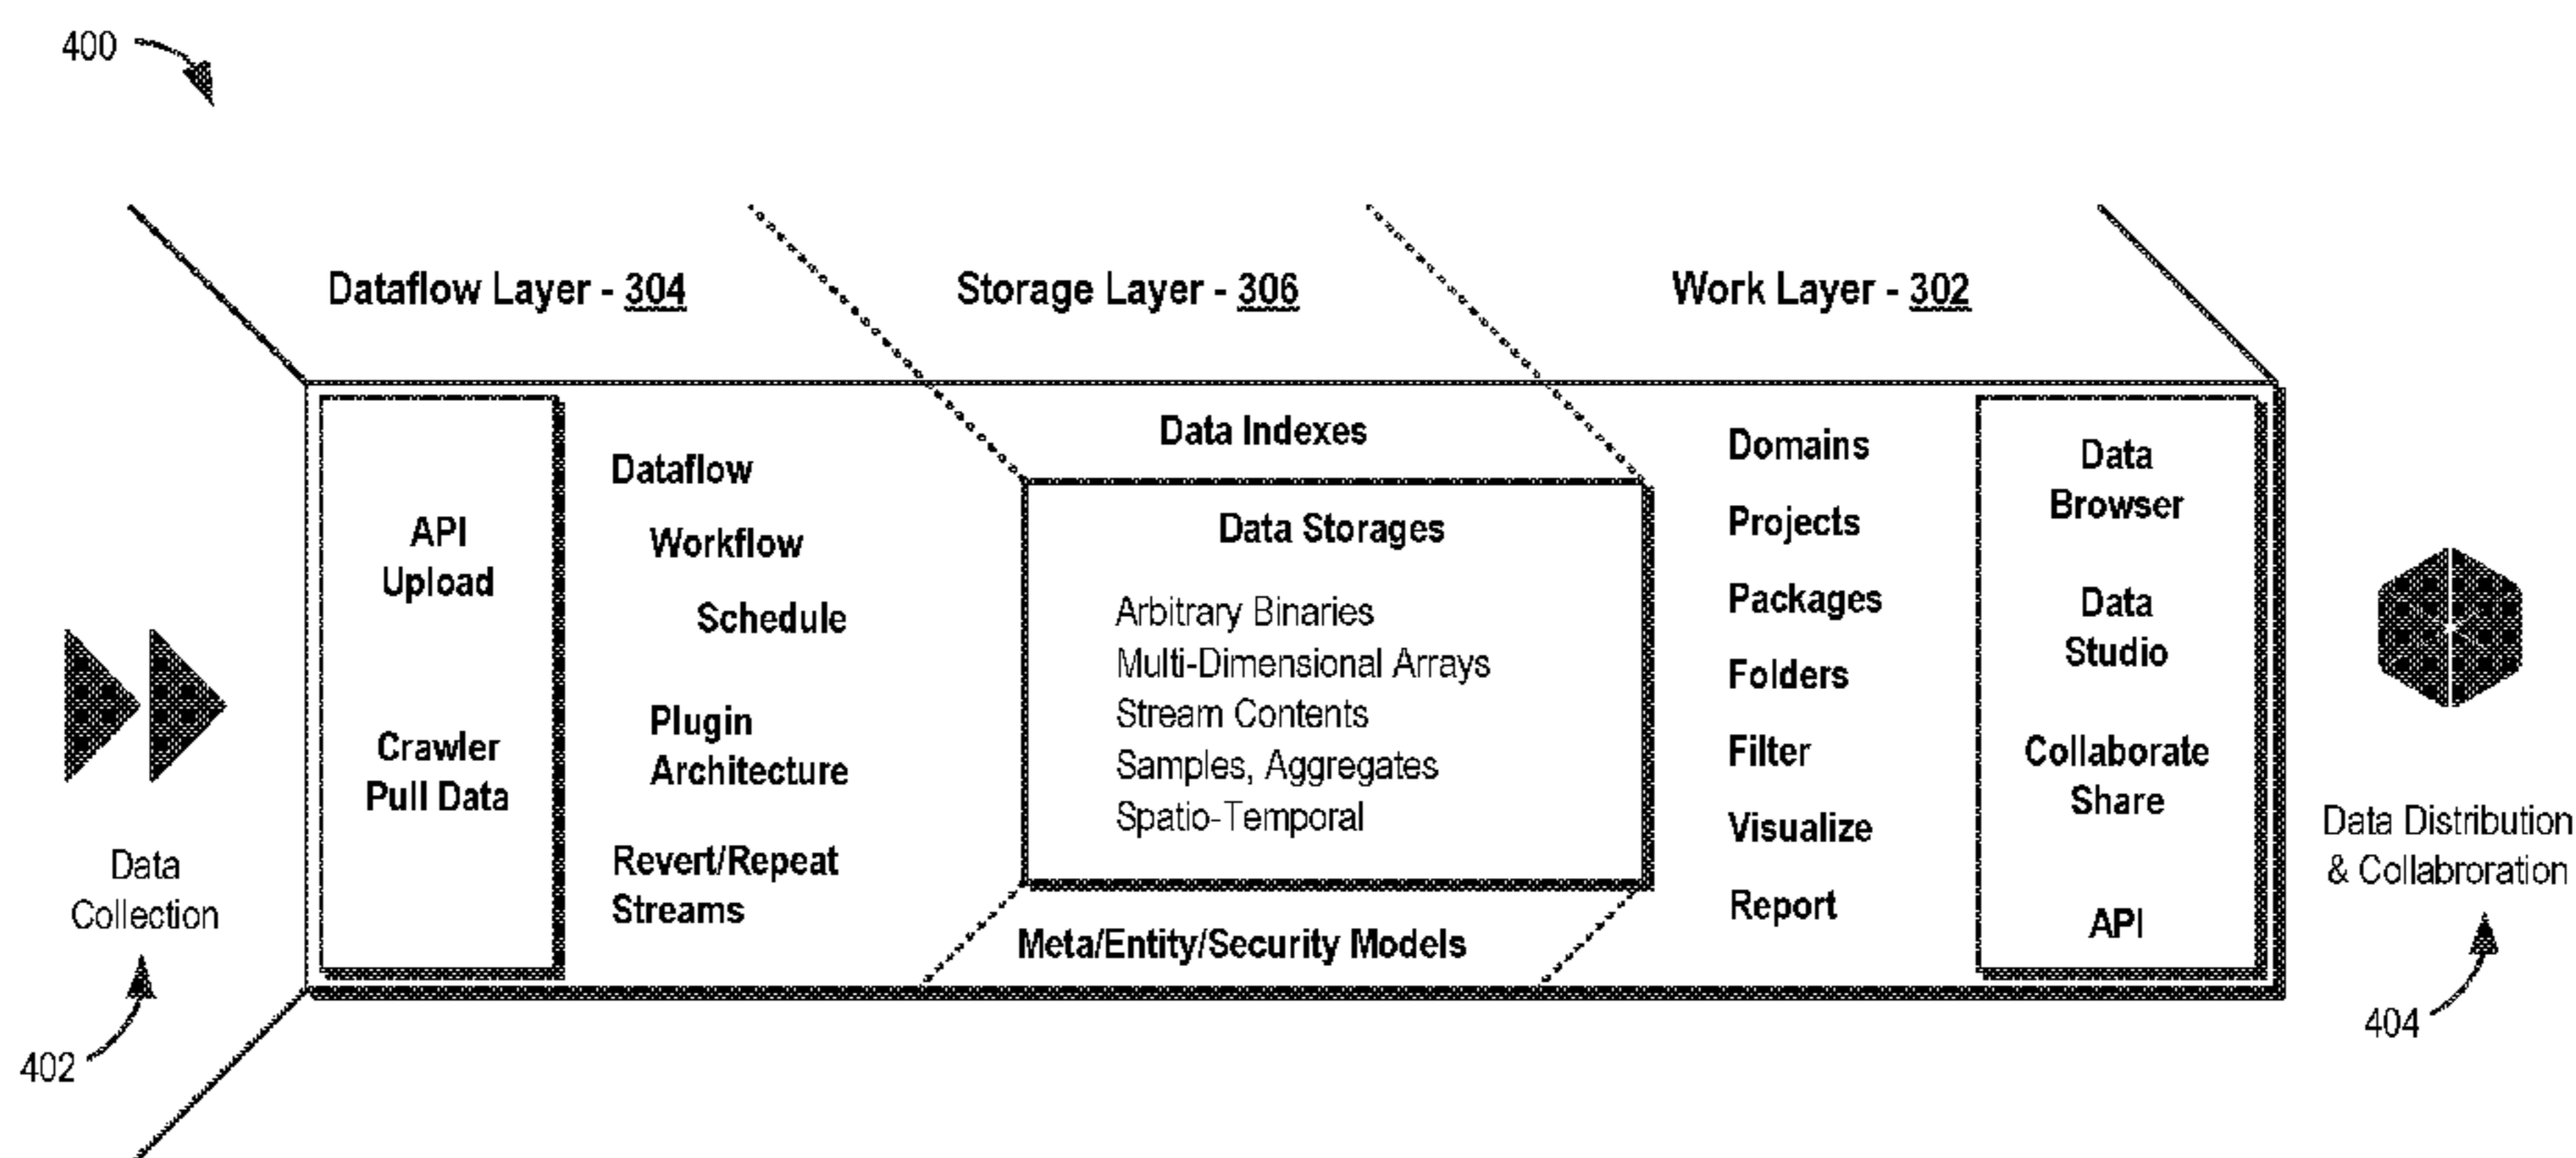 400
Dataflow Layer - 304
Storage Layer - 306
Work Layer - 302
Data
Collection
402
API
Upload
Crawler
Pull Data
Dataflow
Workflow
Schedule
Plugin
Architecture
Revert/Repeat
Streams
Data Indexes
Data Storages
Arbitrary Binaries
Multi-Dimensional Arrays
Stream Contents
Samples, Aggregates
Spatio-Temporal
Meta/Entity/Security Models
Domains
Projects
Packages
Folders
Filter
Visualize
Report
Data
Browser
Data
Studio
Collaborate
Share
API
Data Distribution
& Collabroration
404